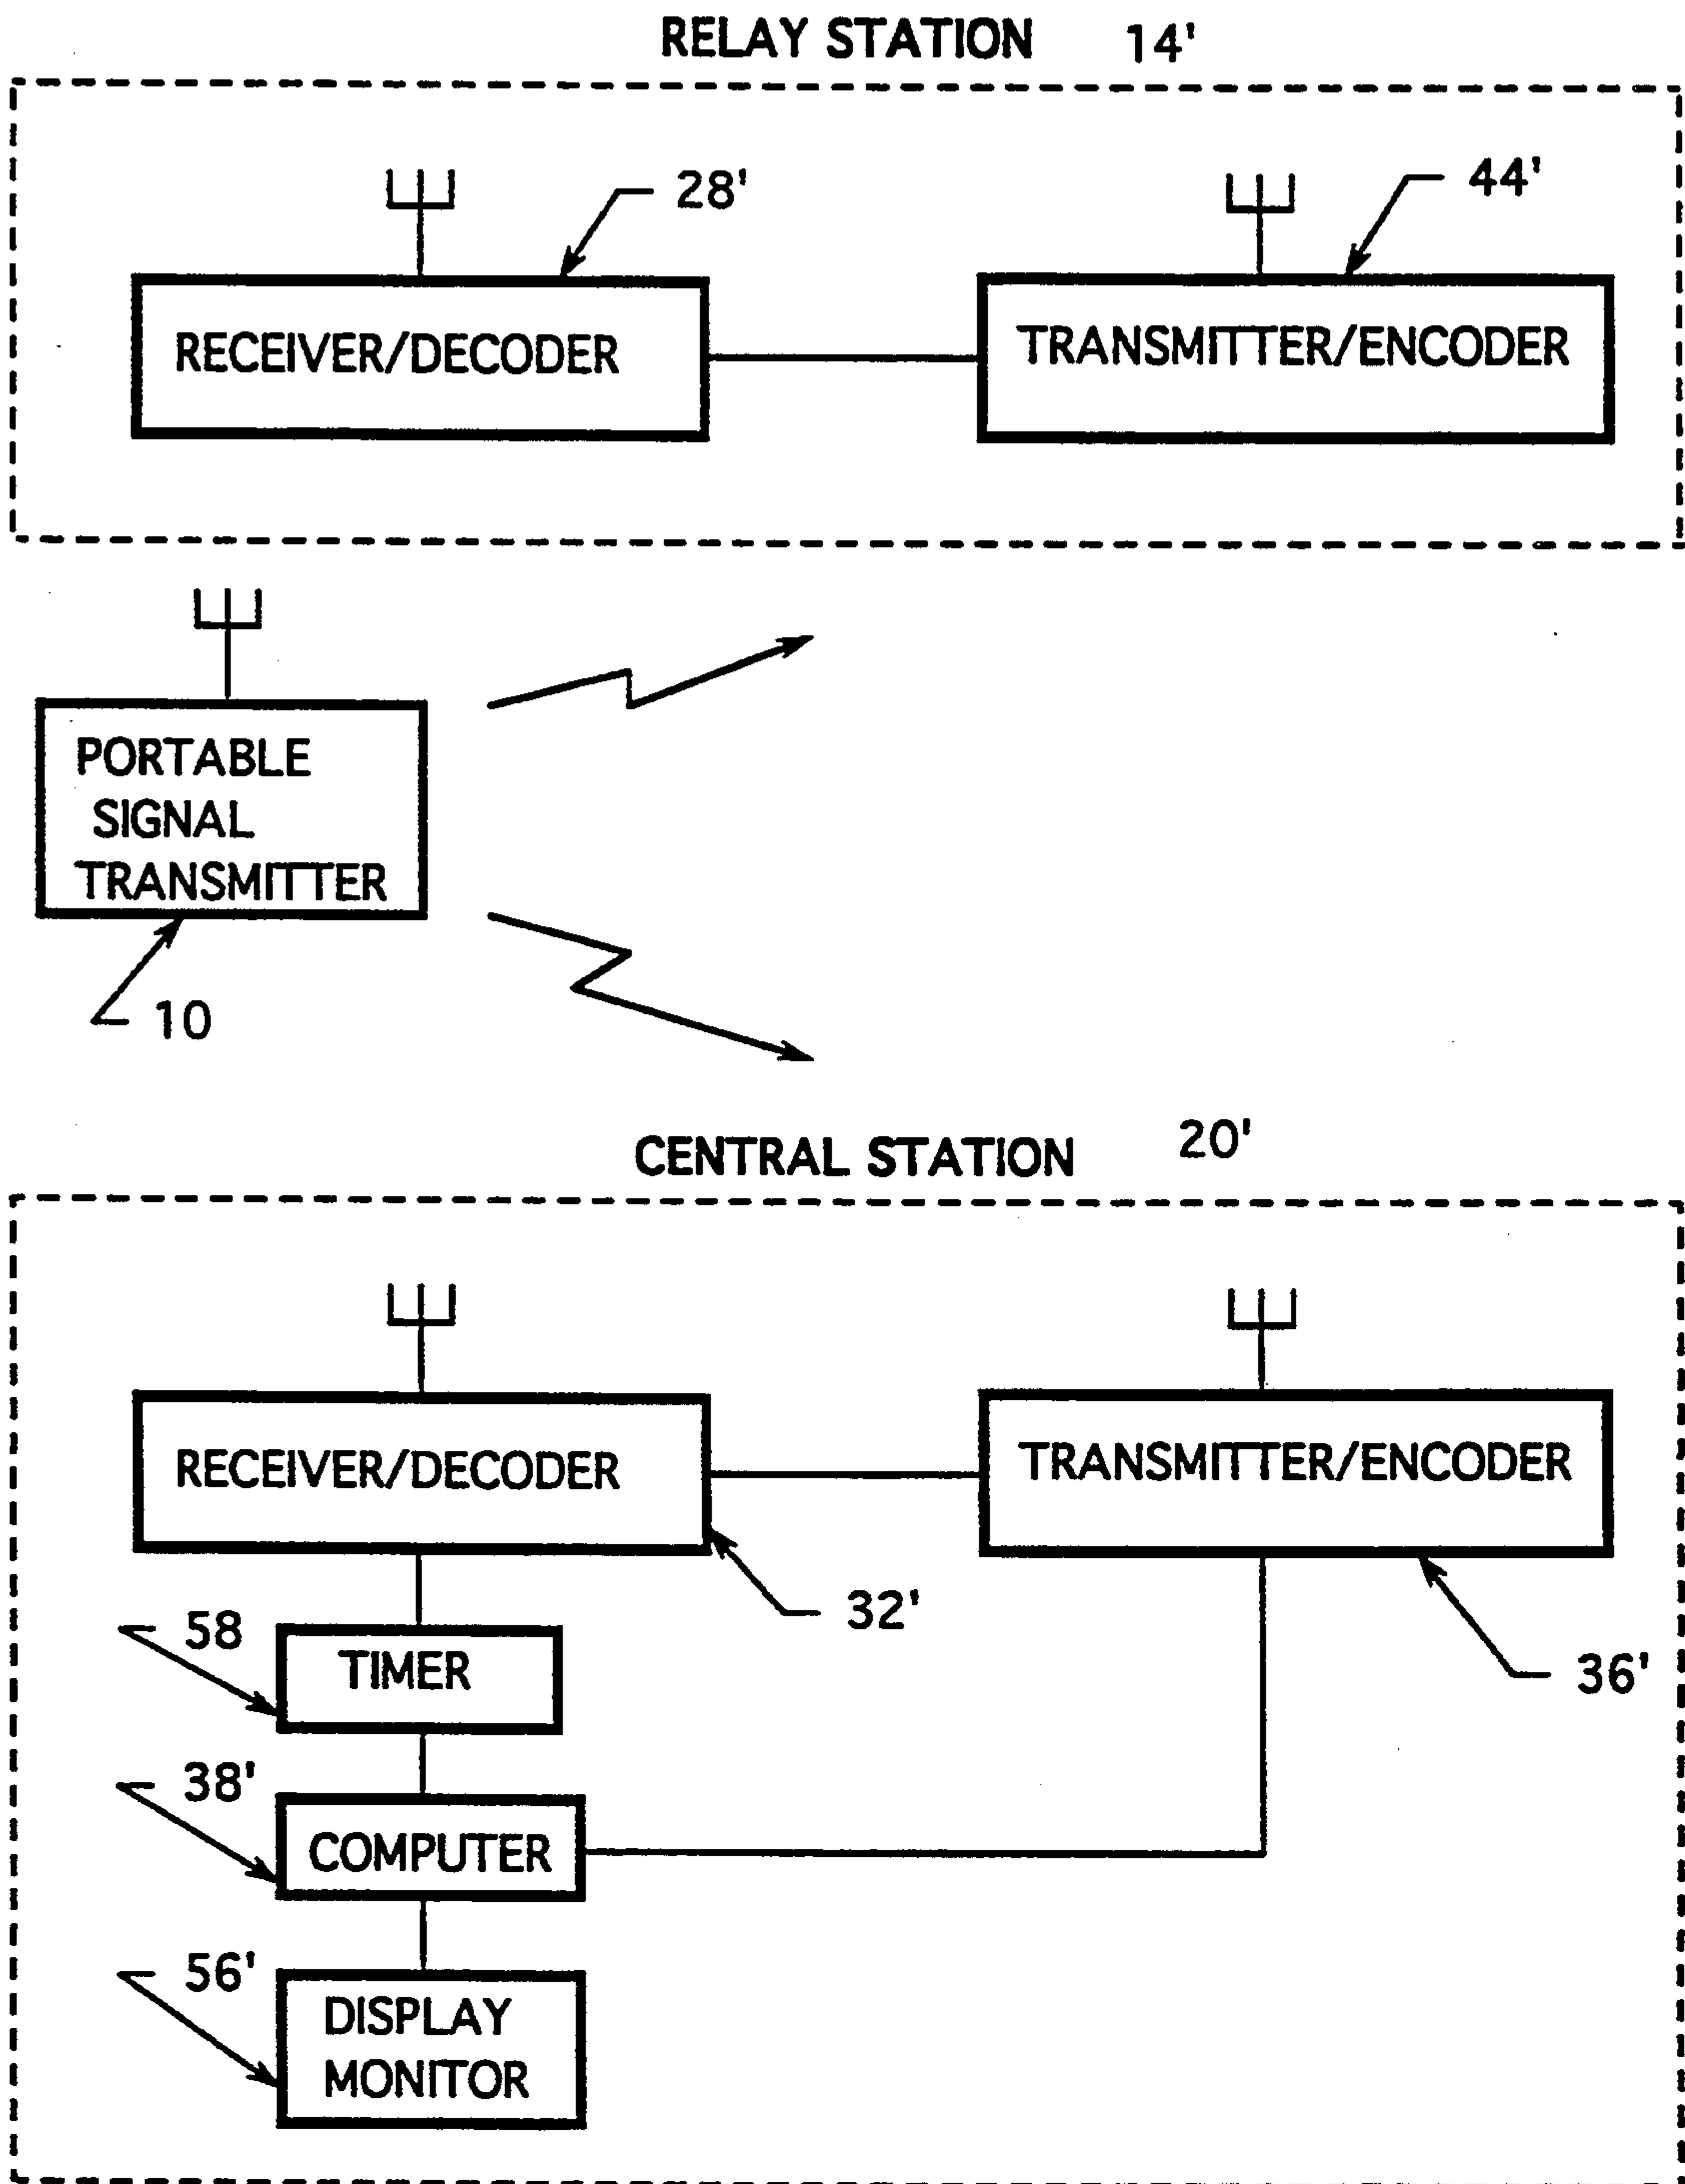 RELAY STATION 14'
28'
44'
RECEIVER/DECODER
TRANSMITTER/ENCODER
PORTABLE
SIGNAL
TRANSMITTER
10
CENTRAL STATION 20'
RECEIVER/DECODER
TRANSMITTER/ENCODER
32'
36'
58
TIMER
38'
COMPUTER
56'
DISPLAY
MONITOR